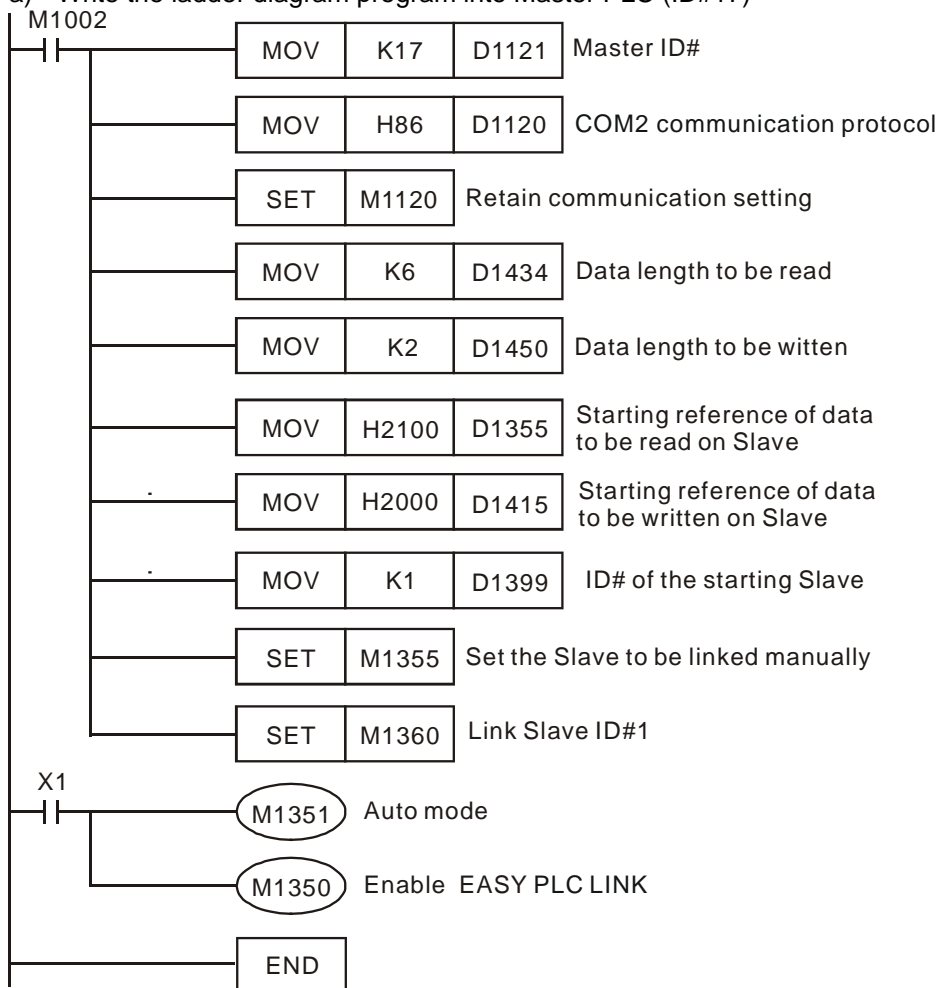 a) Write the ladder diagram program into Master PLC (ID#17)
M1002
MOV K17 D1121 Master ID#
MOV H86 D1120 COM2 communication protocol
SET M1120 Retain communication setting
MOV K6 D1434 Data length to be read
MOV K2 D1450 Data length to be witten
MOV H2100 D1355 Starting reference of data
to be read on Slave
MOV H2000 D1415 Starting reference of data
to be written on Slave
MOV K1 D1399 ID# of the starting Slave
SET M1355 Set the Slave to be linked manually
SET M1360 Link Slave ID#1
X1
M1351 Auto mode
M1350 Enable EASY PLC LINK
END